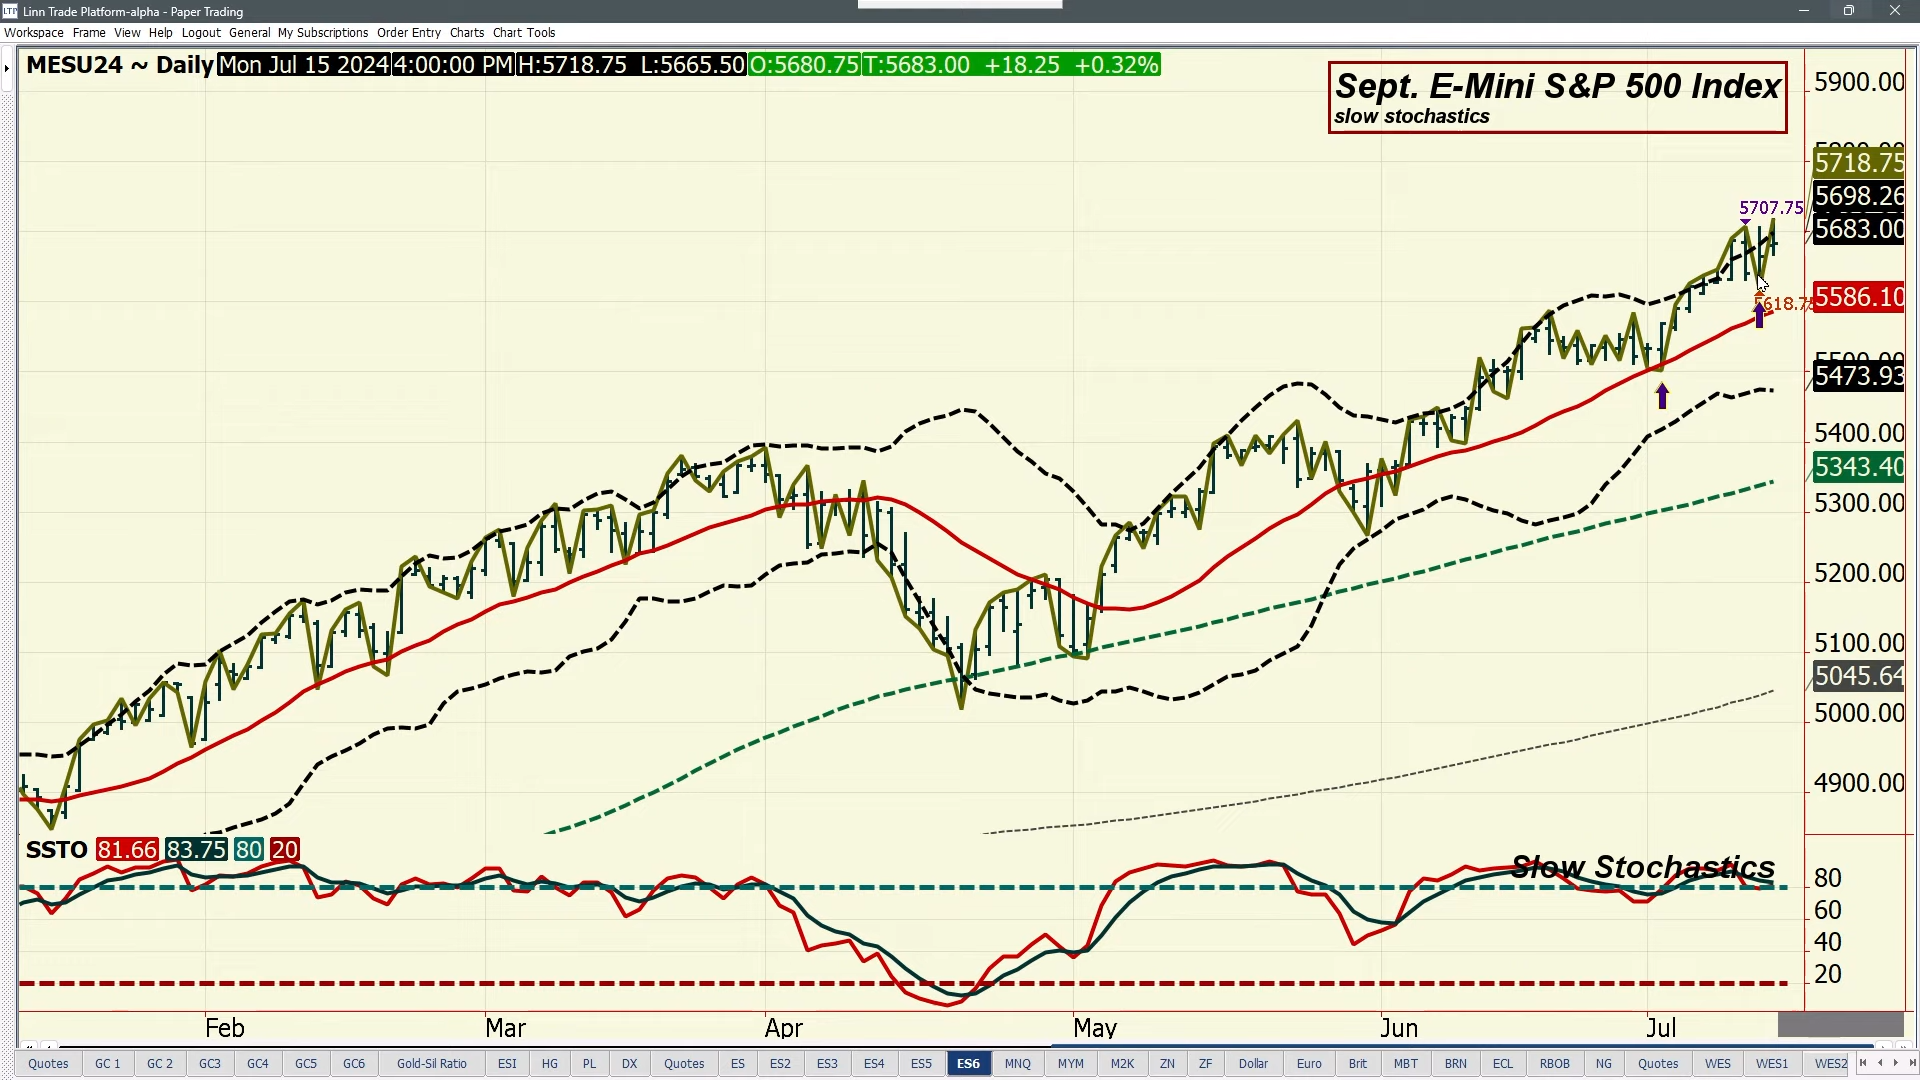 Linn Trade Platform-alpha - Paper Trading
Workspace Frame View Help Logout General My Subscriptions Order Entry Charts Chart Tools
MESU24 ~ Daily Mon Jul 15 2024 4:00:00 PM H:5718.75 L:5665.50 O:5680.75 T:5683.00 +18.25 +0.32%
Sept. E-Mini S&P 500 Index
slow stochastics
5900.00
5718.75
5698.26
5707.75
5683.00
5586.10
5473.93
5400.00
5343.40
5300.00
5200.00
5100.00
5045.64
5000.00
4900.00
SSTO 81.66 83.75 80 20
Slow Stochastics
80
60
40
20
Feb Mar Apr May Jun Jul
Quotes GC 1 GC 2 GC3 GC4 GC5 GC6 Gold-Sil Ratio ESI HG PL DX Quotes ES ES2 ES3 ES4 ES5 ES6 MNQ MYM M2K ZN ZF Dollar Euro Brit MBT BRN ECL RBOB NG Quotes WES WES1 WES2